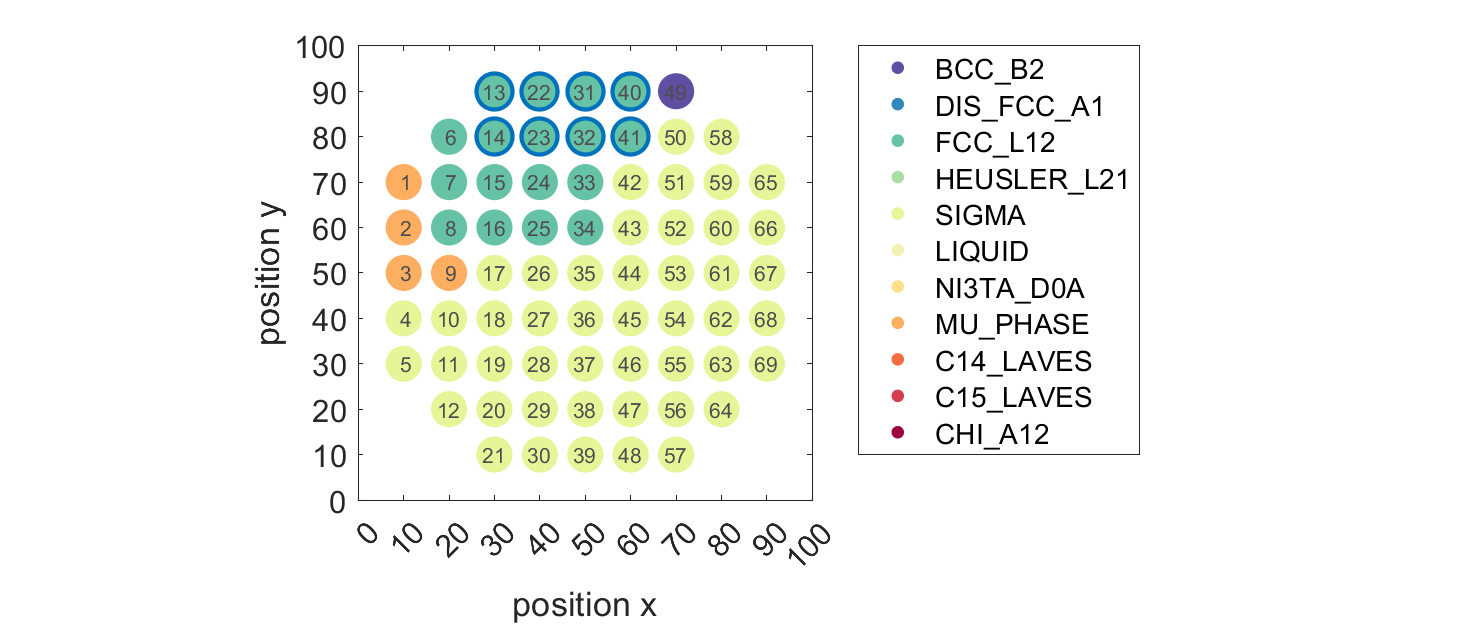 100
90
80
70
60
50
40
30
20
10
0
position y
13 22 31 40 49
6 14 23 32 41 50 58
1 7 15 24 33 42 51 59 65
2 8 16 25 34 43 52 60 66
3 9 17 26 35 44 53 61 67
4 10 18 27 36 45 54 62 68
5 11 19 28 37 46 55 63 69
12 20 29 38 47 56 64
21 30 39 48 57
0 10 20 30 40 50 60 70 80 90 100
position x
BCC_B2
DIS_FCC_A1
FCC_L12
HEUSLER_L21
SIGMA
LIQUID
NI3TA_D0A
MU_PHASE
C14_LAVES
C15_LAVES
CHI_A12